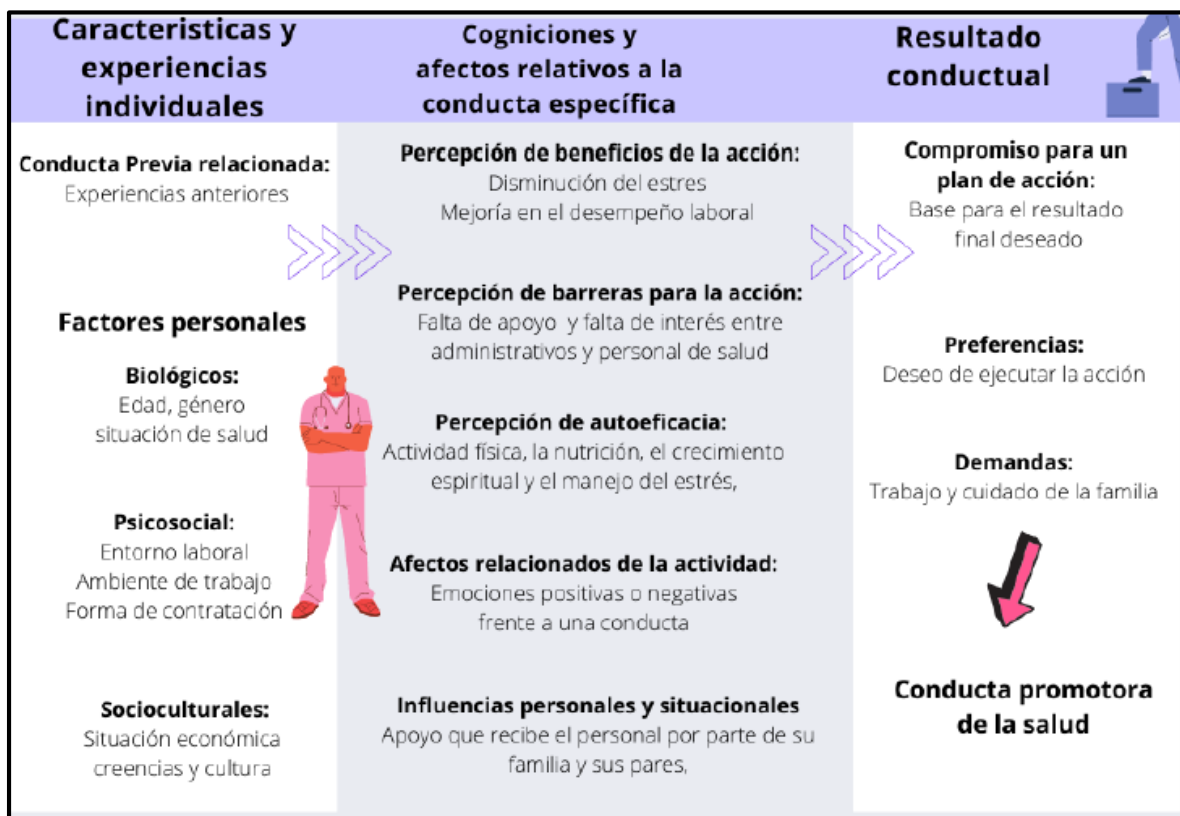 Caracteristicas y
experiencias
individuales
Conducta Previa relacionada:
Experiencias anteriores
Factores personales
Biológicos:
Edad, género
situación de salud
Psicosocial:
Entorno laboral
Ambiente de trabajo
Forma de contratación
Socioculturales:
Situación económica
creencias y cultura
Cogniciones y
afectos relativos a la
conducta específica
Percepción de beneficios de la acción:
Disminución del estres
Mejoría en el desempeño laboral
Percepción de barreras para la acción:
Falta de apoyo y falta de interés entre
administrativos y personal de salud
Percepción de autoeficacia:
Actividad física, la nutrición, el crecimiento
espiritual y el manejo del estrés,
Afectos relacionados de la actividad:
Emociones positivas o negativas
frente a una conducta
Influencias personales y situacionales
Apoyo que recibe el personal por parte de su
familia y sus pares,
Resultado
conductual
Compromiso para un
plan de acción:
Base para el resultado
final deseado
Preferencias:
Deseo de ejecutar la acción
Demandas:
Trabajo y cuidado de la familia
Conducta promotora
de la salud